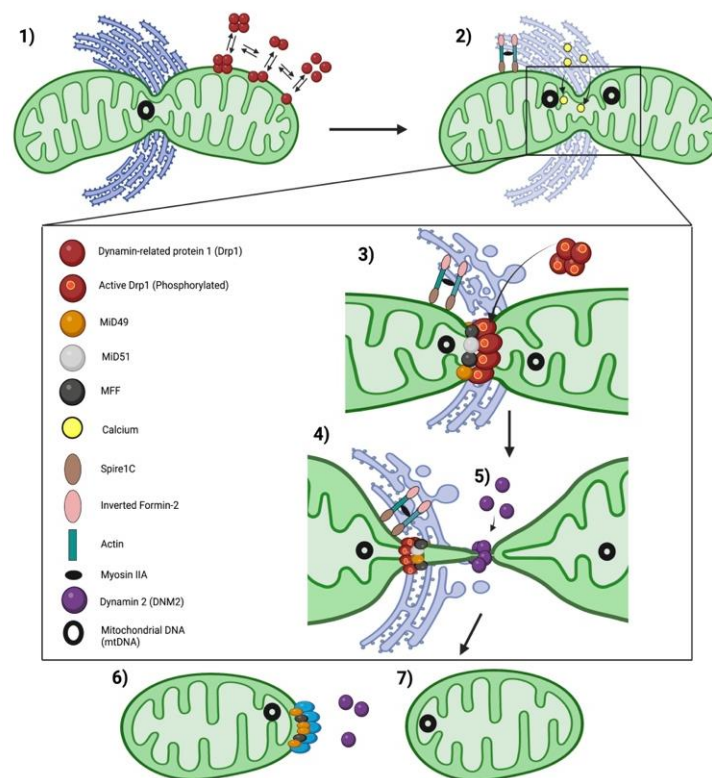 1)
2)
Dynamin-related protein 1 (Drp1)
Active Drp1 (Phosphorylated)
MiD49
MiD51
MFF
Calcium
Spire1C
Inverted Formin-2
Actin
Myosin IIA
Dynamin 2 (DNM2)
Mitochondrial DNA
(mtDNA)
3)
4)
5)
6)
7)